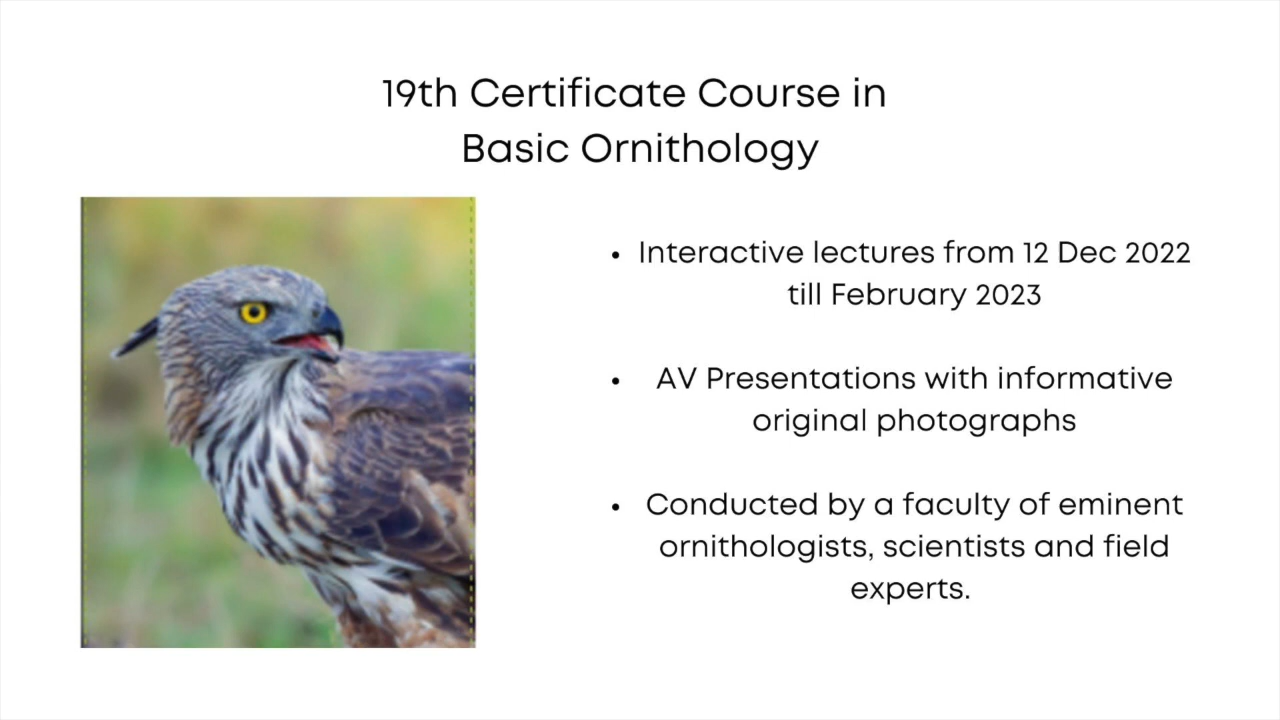 19th Certificate Course in
Basic Ornithology
• Interactive lectures from 12 Dec 2022
till February 2023
• AV Presentations with informative
original photographs
• Conducted by a faculty of eminent
ornithologists, scientists and field
experts.